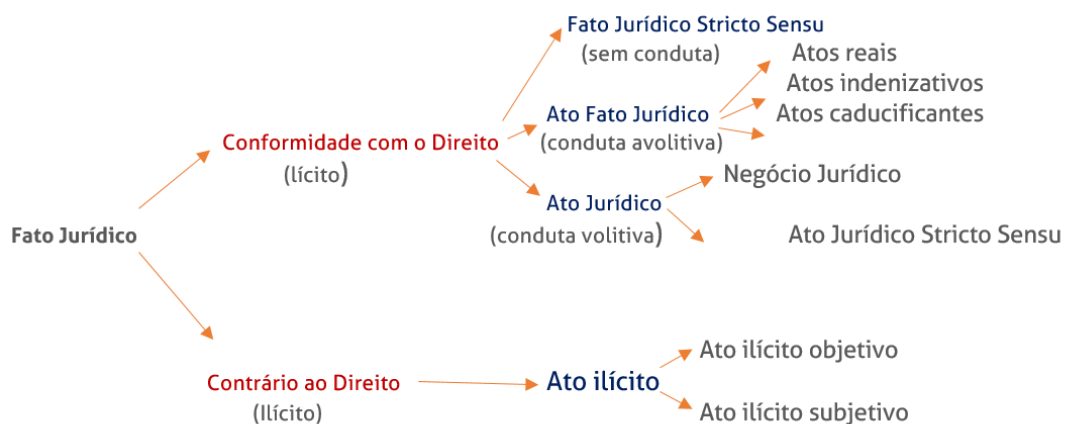 Fato Jurídico Stricto Sensu
(sem conduta)
Atos reais
Atos indenizativos
Atos caducificantes
Ato Fato Jurídico
(conduta avolitiva)
Conformidade com o Direito
(lícito)
Negócio Jurídico
Ato Jurídico
(conduta volitiva)
Ato Jurídico Stricto Sensu
Fato Jurídico
Ato ilícito objetivo
Contrário ao Direito
(Ilícito)
Ato ilícito
Ato ilícito subjetivo